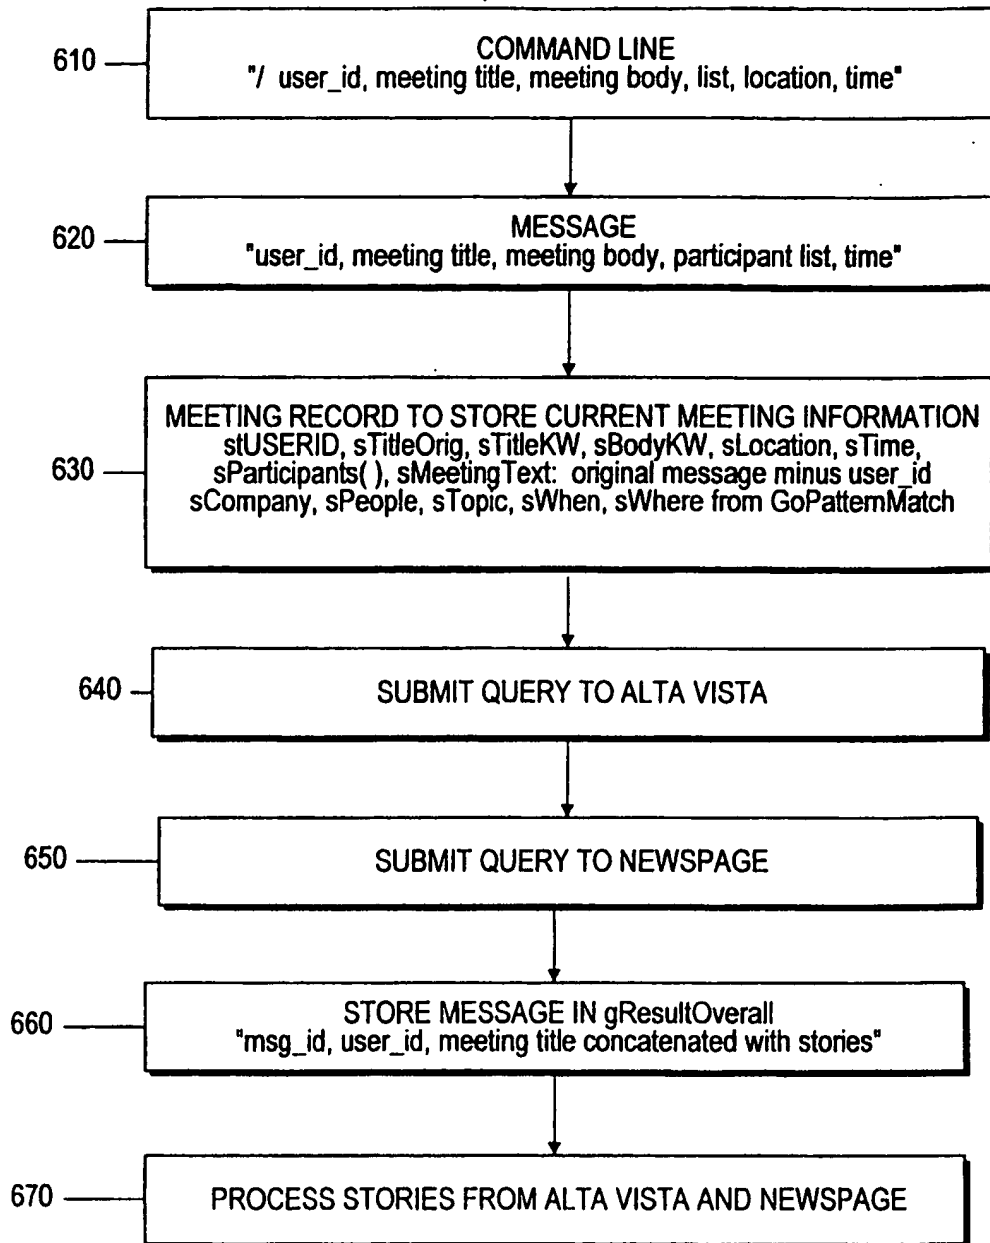 610
COMMAND LINE
"/ user_id, meeting title, meeting body, list, location, time"
620
MESSAGE
"user_id, meeting title, meeting body, participant list, time"
630
MEETING RECORD TO STORE CURRENT MEETING INFORMATION
stUSERID, sTitleOrig, sTitleKW, sBodyKW, sLocation, sTime,
sParticipants( ), sMeetingText: original message minus user_id
sCompany, sPeople, sTopic, sWhen, sWhere from GoPatternMatch
640
SUBMIT QUERY TO ALTA VISTA
650
SUBMIT QUERY TO NEWSPAGE
660
STORE MESSAGE IN gResultOverall
"msg_id, user_id, meeting title concatenated with stories"
670
PROCESS STORIES FROM ALTA VISTA AND NEWSPAGE